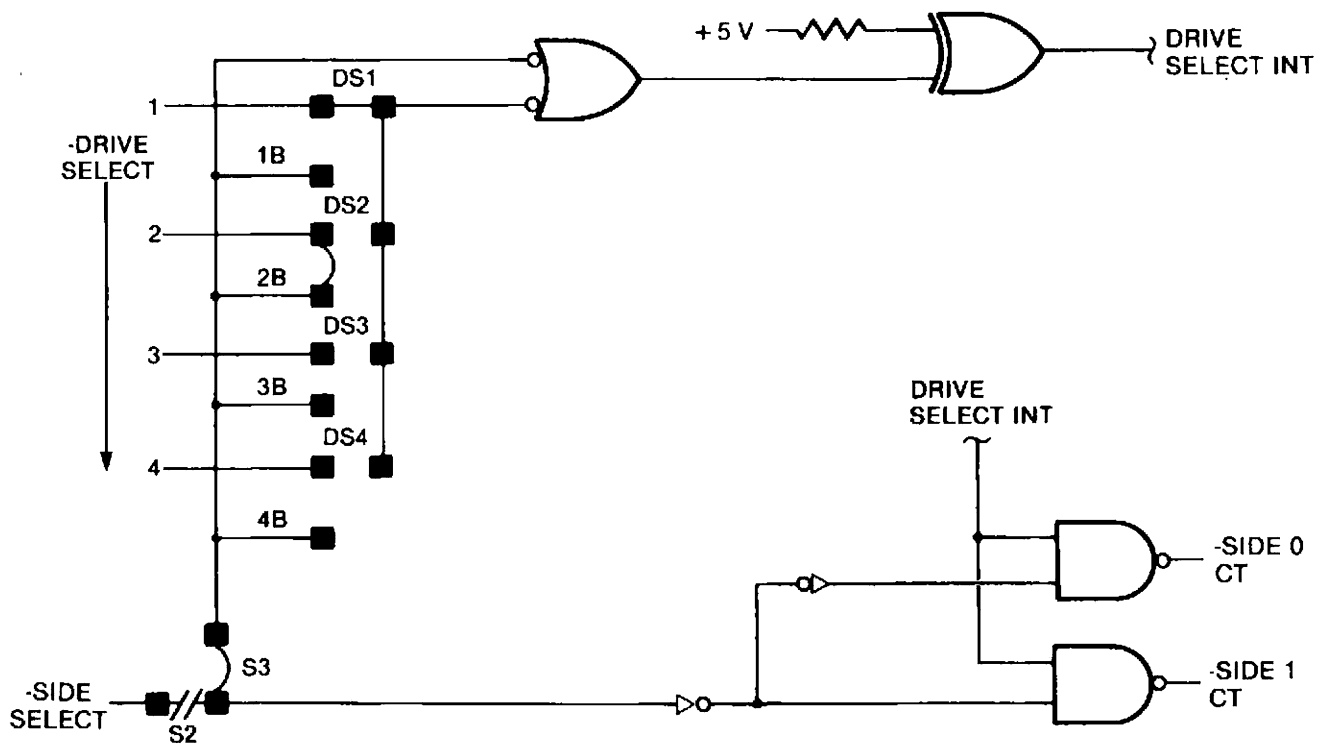 + 5 V
DRIVE
SELECT INT
DS1
1
-DRIVE
SELECT
1B
DS2
2
2B
DS3
3
3B
DS4
4
4B
DRIVE
SELECT INT
-SIDE 0
CT
S3
-SIDE 1
CT
-SIDE
SELECT
S2